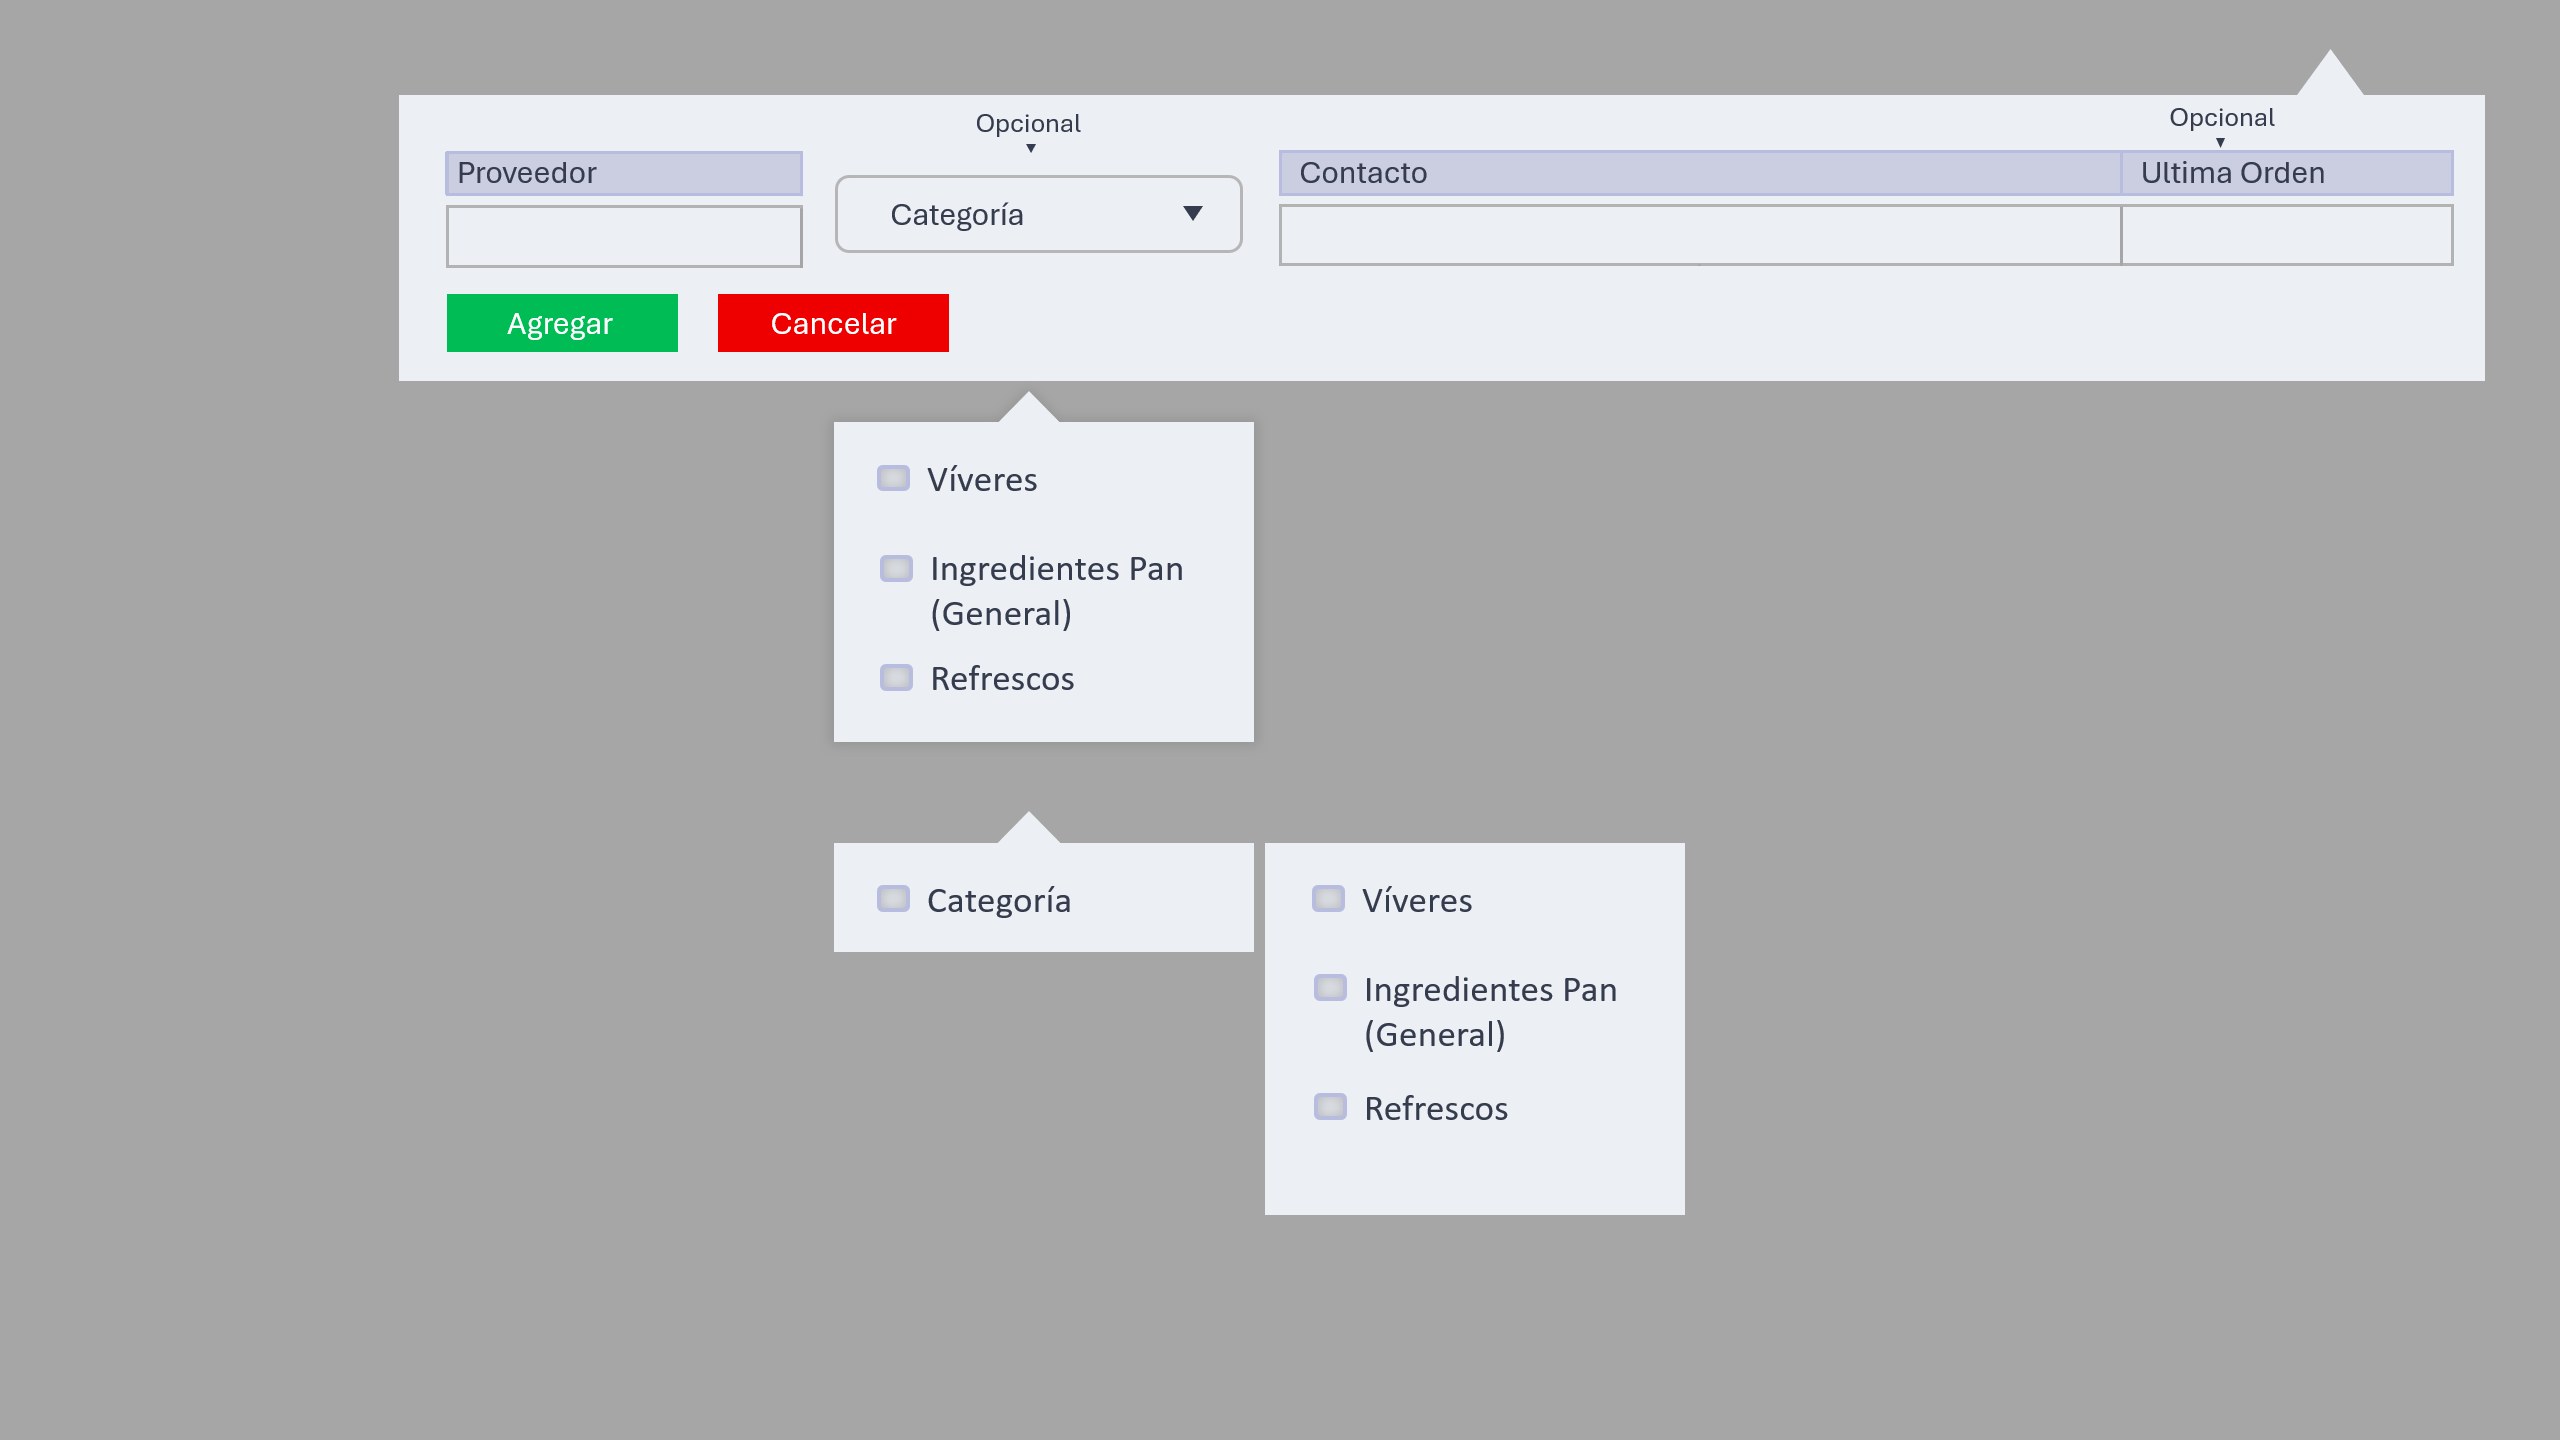 Opcional
Opcional
Proveedor
Contacto
Ultima Orden
Categoría
Agregar
Cancelar
Víveres
Ingredientes Pan
(General)
Refrescos
Categoría
Víveres
Ingredientes Pan
(General)
Refrescos